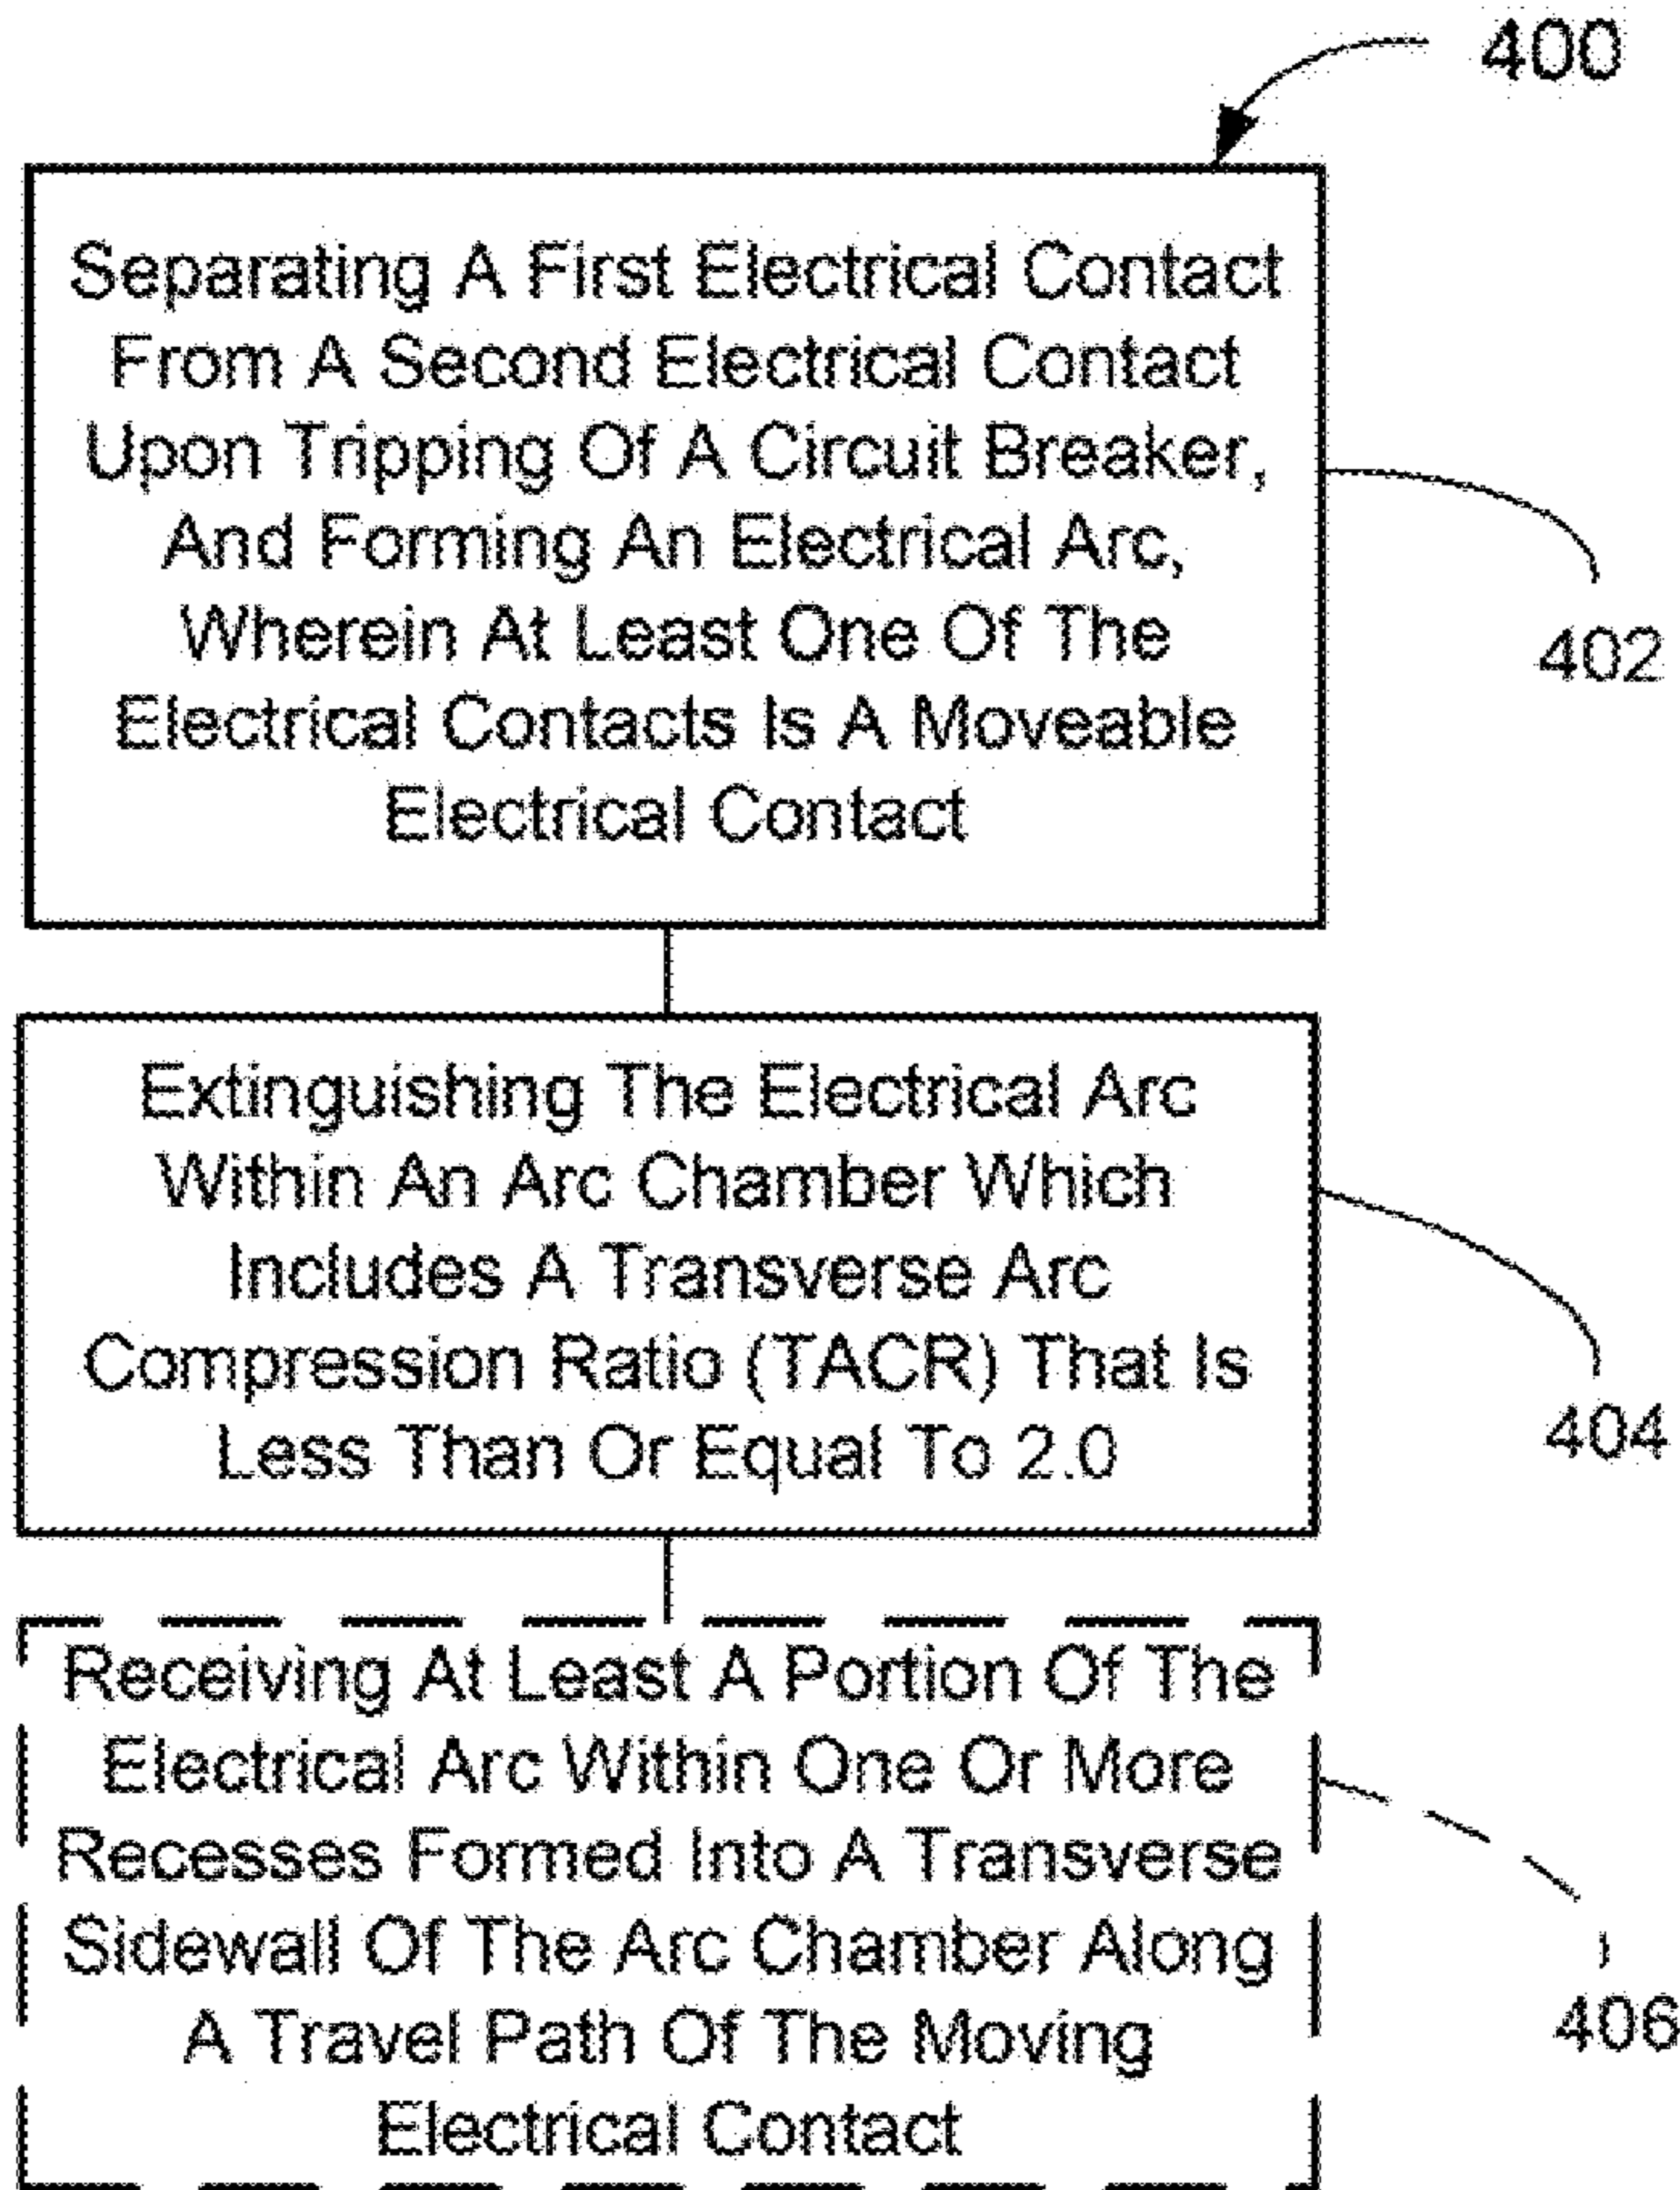 400
Separating A First Electrical Contact
From A Second Electrical Contact
Upon Tripping Of A Circuit Breaker,
And Forming An Electrical Arc,
Wherein At Least One Of The
Electrical Contacts Is A Moveable
Electrical Contact
402
Extinguishing The Electrical Arc
Within An Arc Chamber Which
Includes A Transverse Arc
Compression Ratio (TACR) That Is
Less Than Or Equal To 2.0
404
Receiving At Least A Portion Of The
Electrical Arc Within One Or More
Recesses Formed Into A Transverse
Sidewall Of The Arc Chamber Along
A Travel Path Of The Moving
Electrical Contact
406